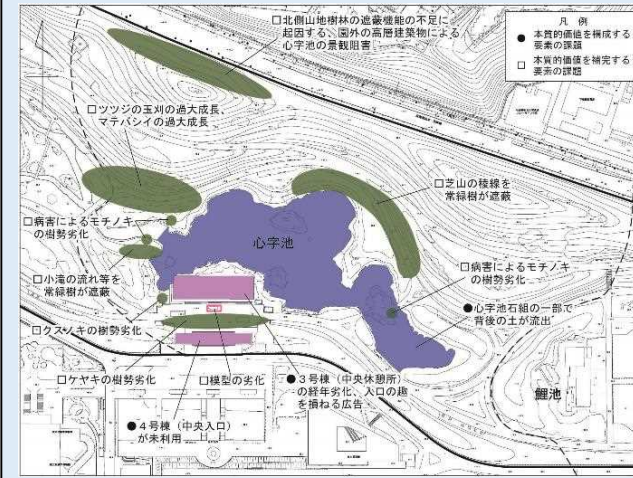 □北側山地樹林の遮蔽機能の不足に
起因する、園外の高層建築物による
心字池の景観阻害
凡 例
● 本質的価値を構成する
要素の課題
□ 本質的価値を補完する
要素の課題
□ツツジの玉刈の過大成長、
マテバシイの過大成長
□芝山の稜線を
常緑樹が遮蔽
□病害によるモチノキ
の樹勢劣化
心字池
□病害によるモチノキ
の樹勢劣化
□小滝の流れ等を
常緑樹が遮蔽
●心字池石組の一部で
背後の土が流出
□クスノキの樹勢劣化
□ケヤキの樹勢劣化
□模型の劣化
●3号棟（中央休憩所）
の経年劣化、入口の趣
を損ねる広告
鯉池
●4号棟（中央入口）
が未利用